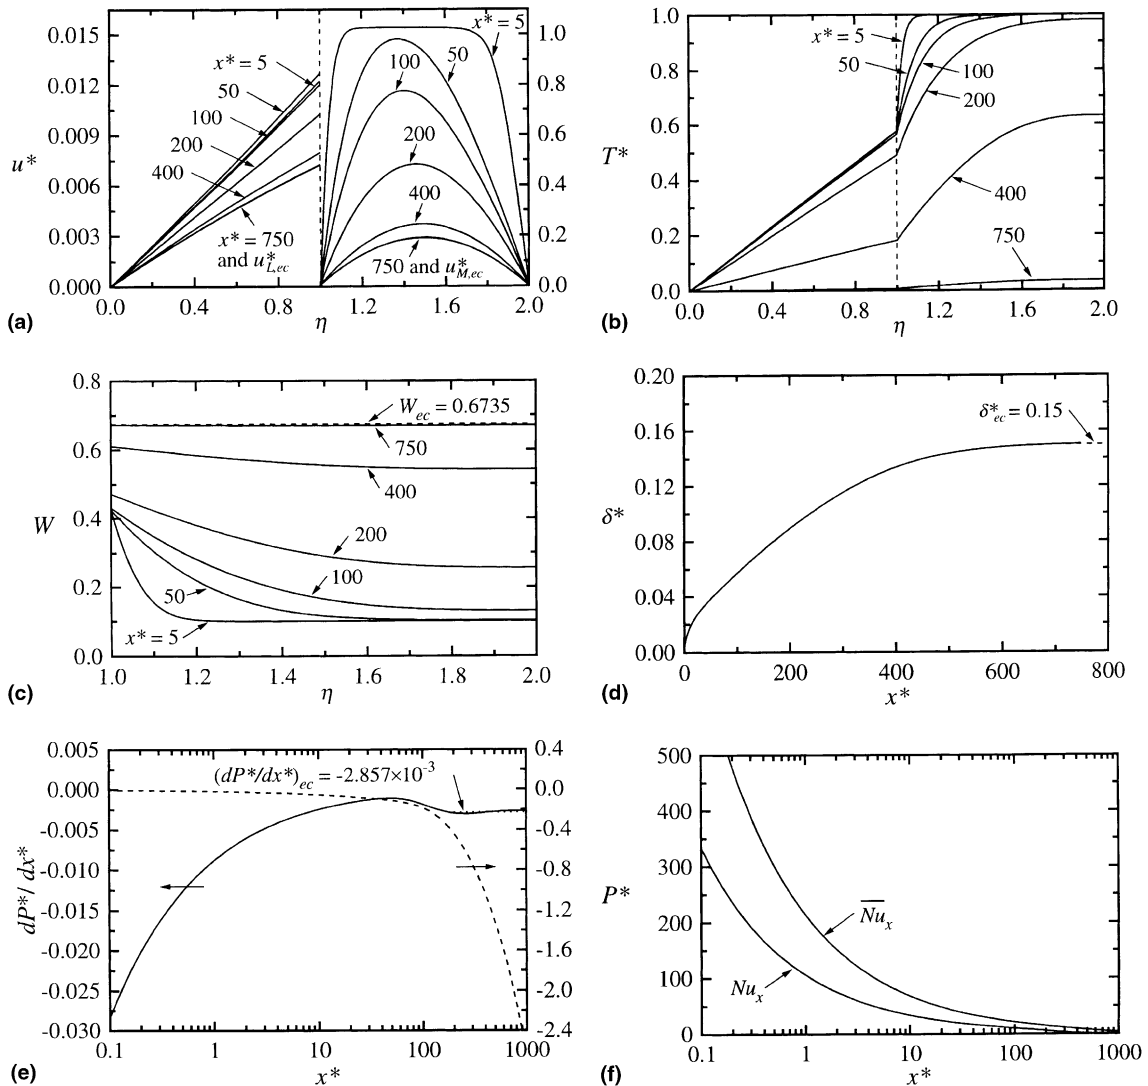 0.015
0.012
0.009
u*
0.006
0.003
0.000
x* = 5
50
100
200
400
x* = 750
and u*L,ec
x* = 5
50
100
200
400
750 and u*M,ec
1.0
0.8
0.6
0.4
0.2
0.0
0.0 0.4 0.8 1.2 1.6 2.0
(a) η
1.0
0.8
0.6
T*
0.4
0.2
0.0
x* = 5
50
100
200
400
750
0.0 0.4 0.8 1.2 1.6 2.0
(b) η
0.8
0.6
W 0.4
0.2
0.0
Wec = 0.6735
750
400
200
100
50
x* = 5
1.0 1.2 1.4 1.6 1.8 2.0
(c) η
0.20
0.16
0.12
δ*
0.08
0.04
0.00
δ*ec = 0.15
0 200 400 600 800
(d) x*
0.005
0.000
-0.005
-0.010
-0.015
-0.020
-0.025
-0.030
dP*/ dx*
(dP*/dx*)ec = -2.857×10-3
0.4
0.0
-0.4
-0.8
-1.2
-1.6
-2.0
-2.4
0.1 1 10 100 1000
(e) x*
500
400
300
P*
200
100
0
Nux
Nux
0.1 1 10 100 1000
(f) x*